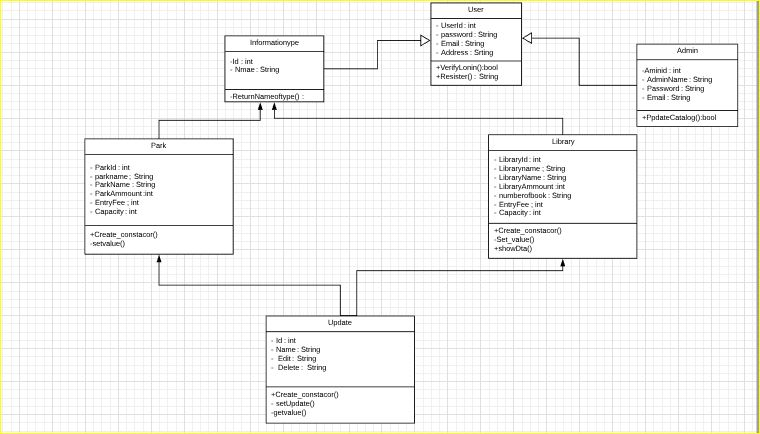 User
- UserId : int
- password : String
- Email : String
- Address : String
+VerifyLonin():bool
+Resister() : String
Informationype
-Id : int
- Nmae : String
-ReturnNameoftype() :
Admin
-Aminid : int
- AdminName : String
- Password : String
- Email : String
+PpdateCatalog():bool
Park
- ParkId : int
- parkname ; String
- ParkName : String
- ParkAmmount :int
- EntryFee ; int
- Capacity : int
+Create_constacor()
-setvalue()
Library
- LibraryId : int
- Libraryname ; String
- LibraryName : String
- LibraryAmmount :int
- numberofbook : String
- EntryFee ; int
- Capacity : int
+Create_constacor()
-Set_value()
+showDta()
Update
- Id : int
- Name : String
- Edit : String
- Delete : String
+Create_constacor()
- setUpdate()
-getvalue()